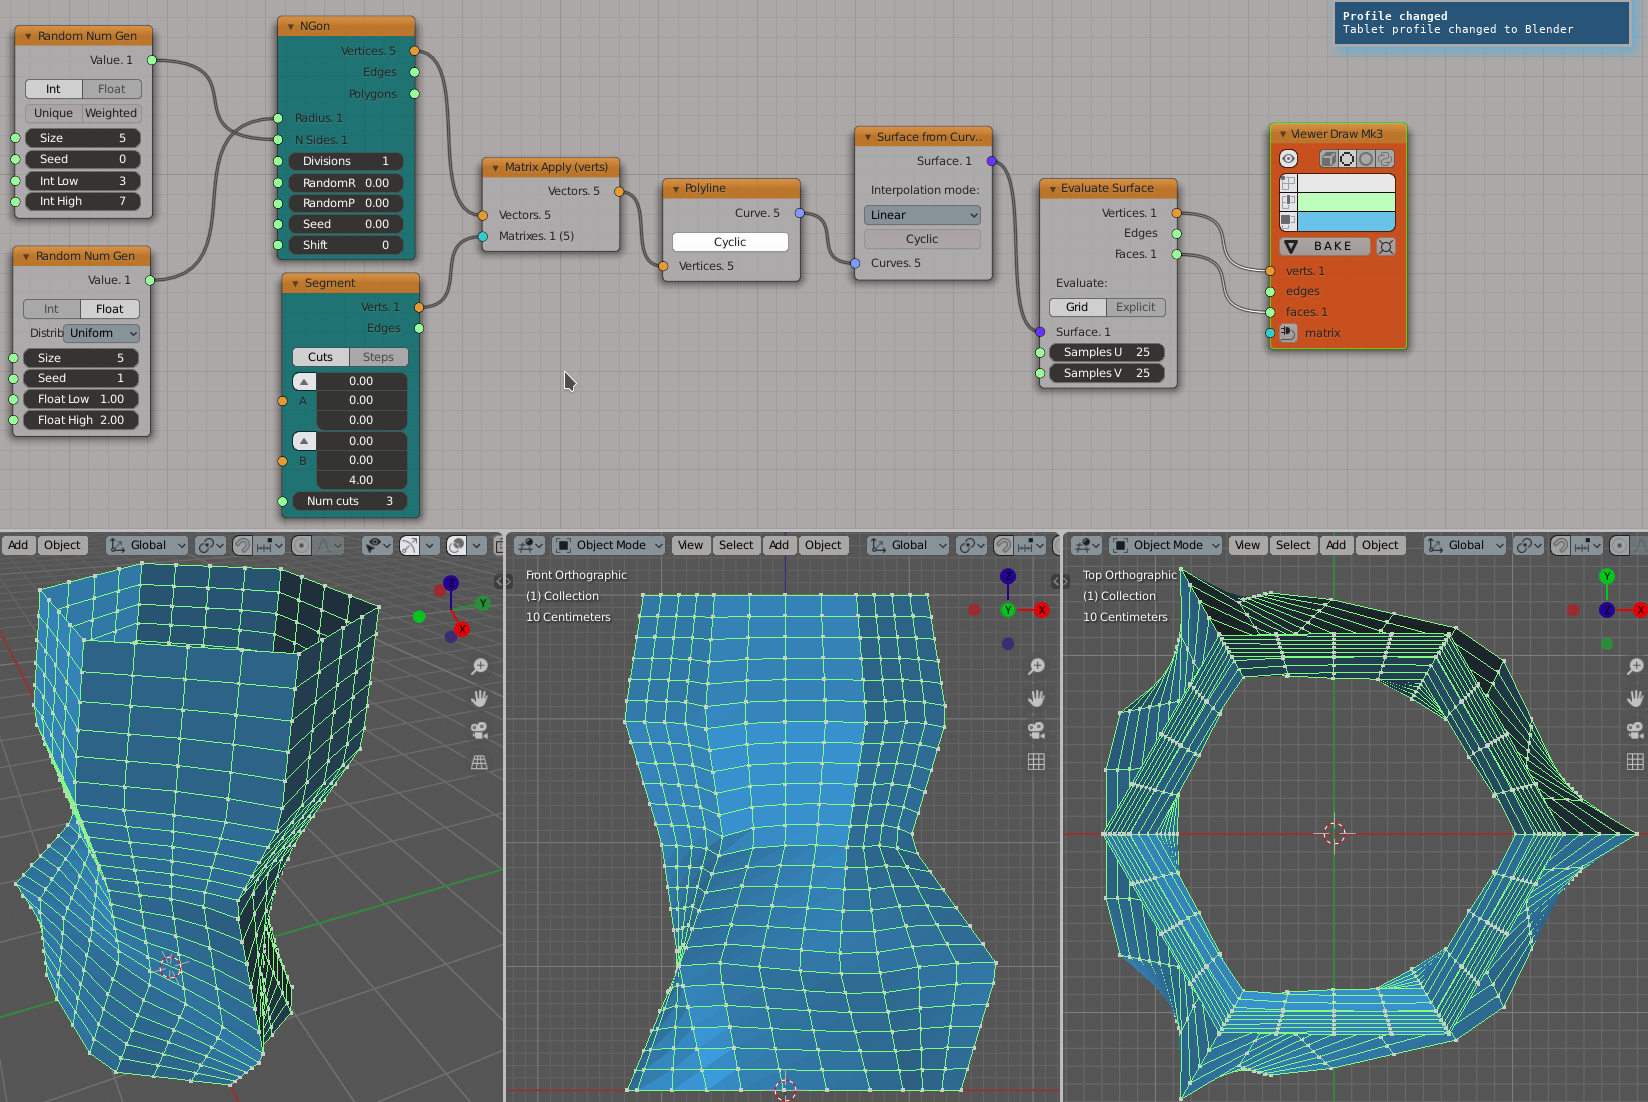 Profile changed
Tablet profile changed to Blender
Random Num Gen
Value. 1
Int Float
Unique Weighted
Size 5
Seed 0
Int Low 3
Int High 7
Random Num Gen
Value. 1
Int Float
Distrib Uniform
Size 5
Seed 1
Float Low 1.00
Float High 2.00
NGon
Vertices. 5
Edges
Polygons
Radius. 1
N Sides. 1
Divisions 1
RandomR 0.00
RandomP 0.00
Seed 0.00
Shift 0
Segment
Verts. 1
Edges
Cuts Steps
0.00
A 0.00
0.00
0.00
B 0.00
4.00
Num cuts 3
Matrix Apply (verts)
Vectors. 5
Vectors. 5
Matrixes. 1 (5)
Polyline
Curve. 5
Cyclic
Vertices. 5
Surface from Curv..
Surface. 1
Interpolation mode:
Linear
Cyclic
Curves. 5
Evaluate Surface
Vertices. 1
Edges
Faces. 1
Evaluate:
Grid Explicit
Surface. 1
Samples U 25
Samples V 25
Viewer Draw Mk3
BAKE
verts. 1
edges
faces. 1
matrix
Add Object Global
Z
Y
X
Object Mode View Select Add Object Global
Front Orthographic
(1) Collection
10 Centimeters
Z
Y X
Object Mode View Select Add Object Global
Top Orthographic
(1) Collection
10 Centimeters
Y
Z X